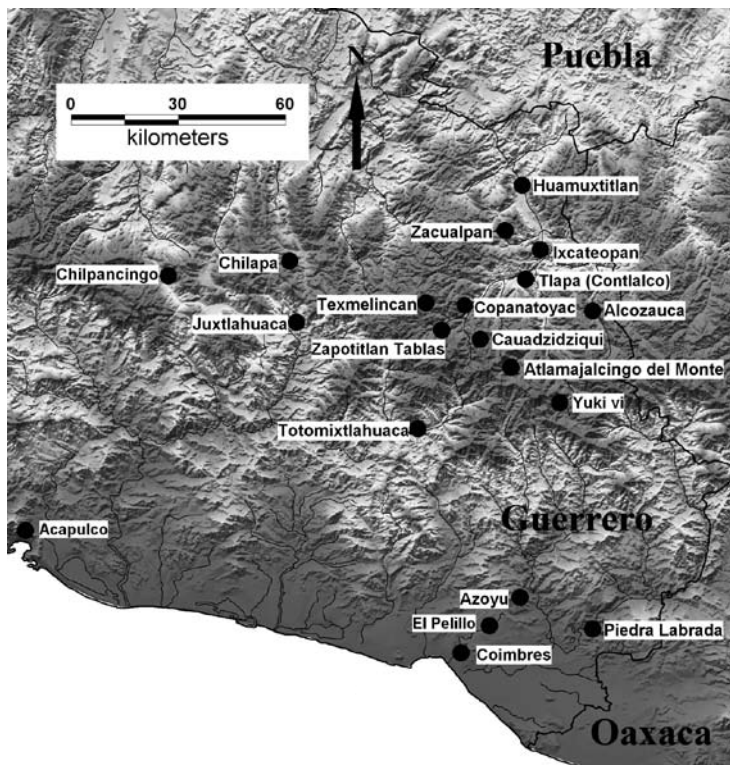 Puebla
N
0 30 60
kilometers
Huamuxtitlan
Zacualpan
Ixcateopan
Chilapa
Chilpancingo
Tlapa (Contlalco)
Texmelincan
Copanatoyac
Alcozauca
Juxtlahuaca
Cauadzidziqui
Zapotitlan Tablas
Atlamajalcingo del Monte
Yuki vi
Totomixtlahuaca
Guerrero
Acapulco
Azoyu
El Pelillo
Piedra Labrada
Coimbres
Oaxaca